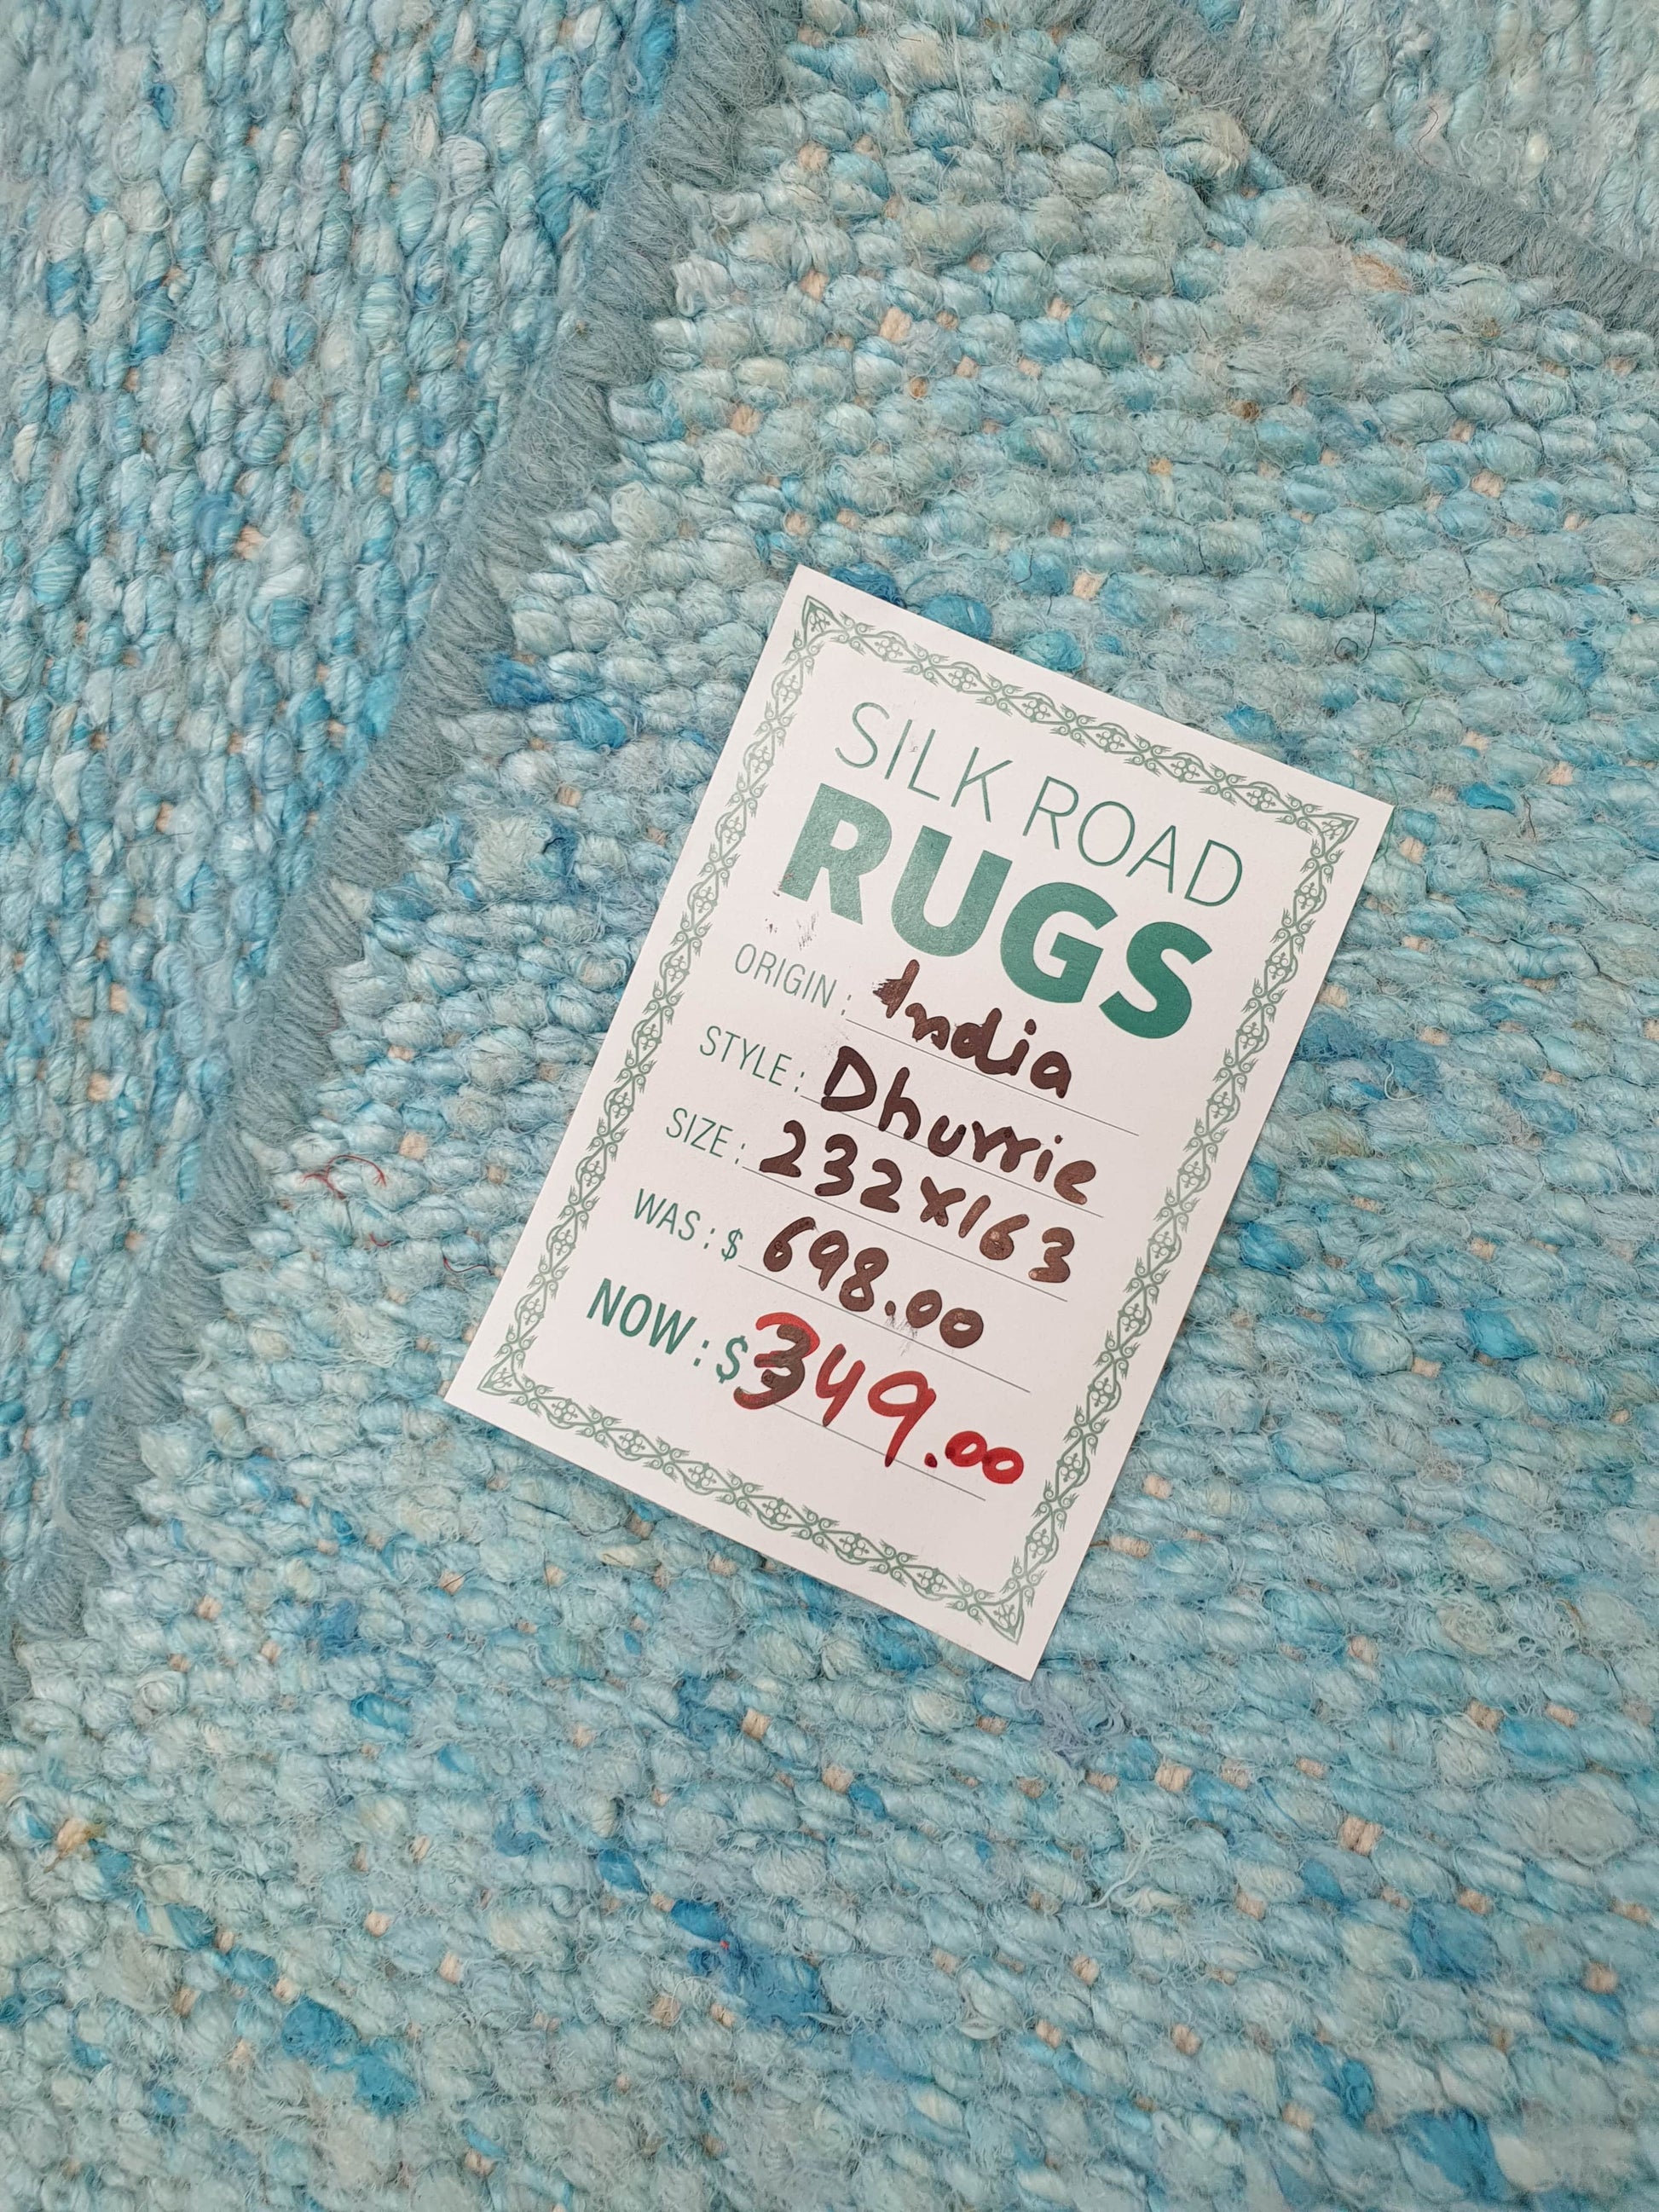 SILK ROAD
RUGS
ORIGIN : India
STYLE : Dhurrie
SIZE : 232x163
WAS : $ 698.00
NOW : $ 349.00